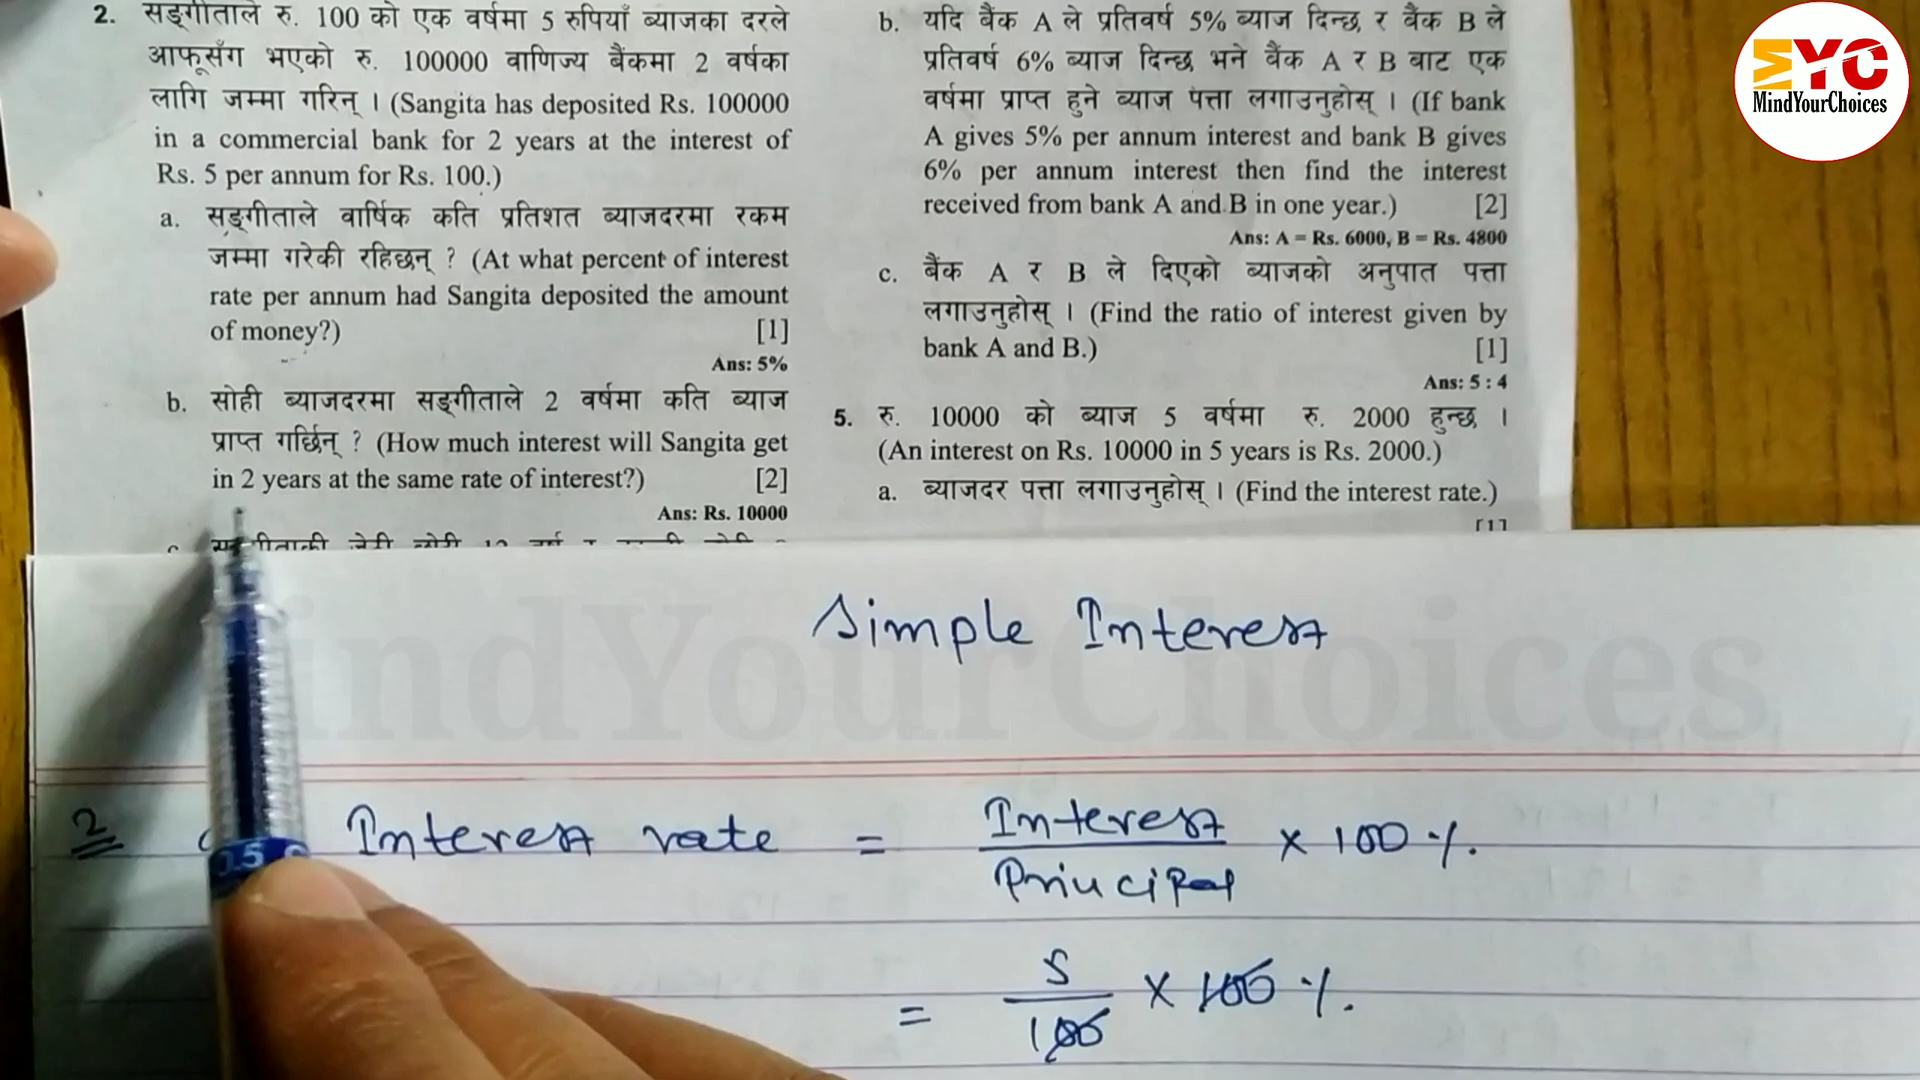 2. सङ्गीताले रु. 100 को एक वर्षमा 5 रुपियाँ ब्याजका दरले
आफूसँग भएको रु. 100000 वाणिज्य बैंकमा 2 वर्षका
लागि जम्मा गरिन् । (Sangita has deposited Rs. 100000
in a commercial bank for 2 years at the interest of
Rs. 5 per annum for Rs. 100.)
a. सङ्गीताले वार्षिक कति प्रतिशत ब्याजदरमा रकम
जम्मा गरेकी रहिछन् ? (At what percent of interest
rate per annum had Sangita deposited the amount
of money?) [1]
Ans: 5%
b. सोही ब्याजदरमा सङ्गीताले 2 वर्षमा कति ब्याज
प्राप्त गर्छिन् ? (How much interest will Sangita get
in 2 years at the same rate of interest?) [2]
Ans: Rs. 10000
b. यदि बैंक A ले प्रतिवर्ष 5% ब्याज दिन्छ र बैंक B ले
प्रतिवर्ष 6% ब्याज दिन्छ भने बैंक A र B बाट एक
वर्षमा प्राप्त हुने ब्याज पत्ता लगाउनुहोस् । (If bank
A gives 5% per annum interest and bank B gives
6% per annum interest then find the interest
received from bank A and B in one year.) [2]
Ans: A = Rs. 6000, B = Rs. 4800
c. बैंक A र B ले दिएको ब्याजको अनुपात पत्ता
लगाउनुहोस् । (Find the ratio of interest given by
bank A and B.) [1]
Ans: 5 : 4
5. रु. 10000 को ब्याज 5 वर्षमा रु. 2000 हुन्छ ।
(An interest on Rs. 10000 in 5 years is Rs. 2000.)
a. ब्याजदर पत्ता लगाउनुहोस् । (Find the interest rate.)
[1]
MYC
MindYourChoices
Simple Interest
MindYourChoices
2 Interest rate = Interest / Principal × 100 %.
= 5 / 100 × 100 %.